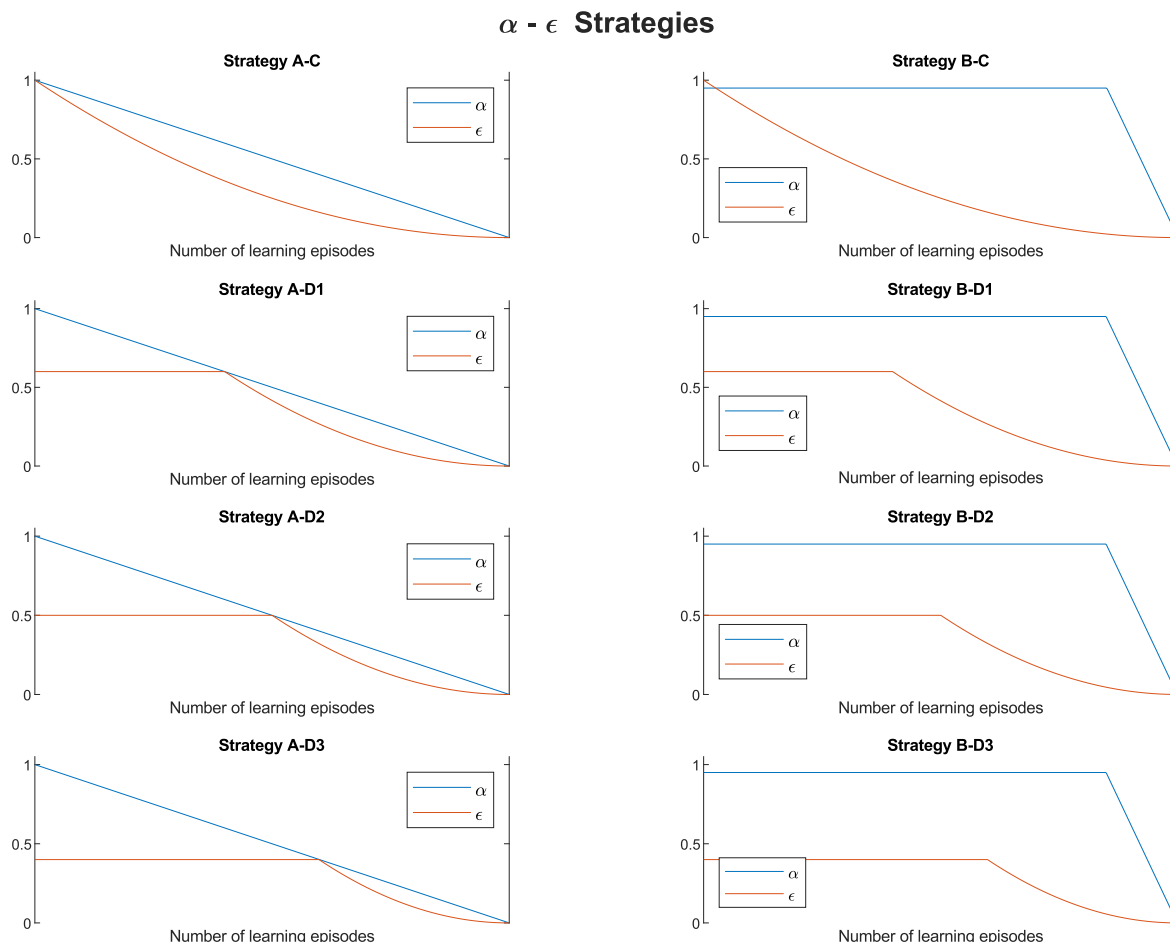 α - ϵ Strategies
Strategy A-C
1
0.5
0
α
ϵ
Number of learning episodes
Strategy B-C
1
0.5
0
α
ϵ
Number of learning episodes
Strategy A-D1
1
0.5
0
α
ϵ
Number of learning episodes
Strategy B-D1
1
0.5
0
α
ϵ
Number of learning episodes
Strategy A-D2
1
0.5
0
α
ϵ
Number of learning episodes
Strategy B-D2
1
0.5
0
α
ϵ
Number of learning episodes
Strategy A-D3
1
0.5
0
α
ϵ
Number of learning episodes
Strategy B-D3
1
0.5
0
α
ϵ
Number of learning episodes